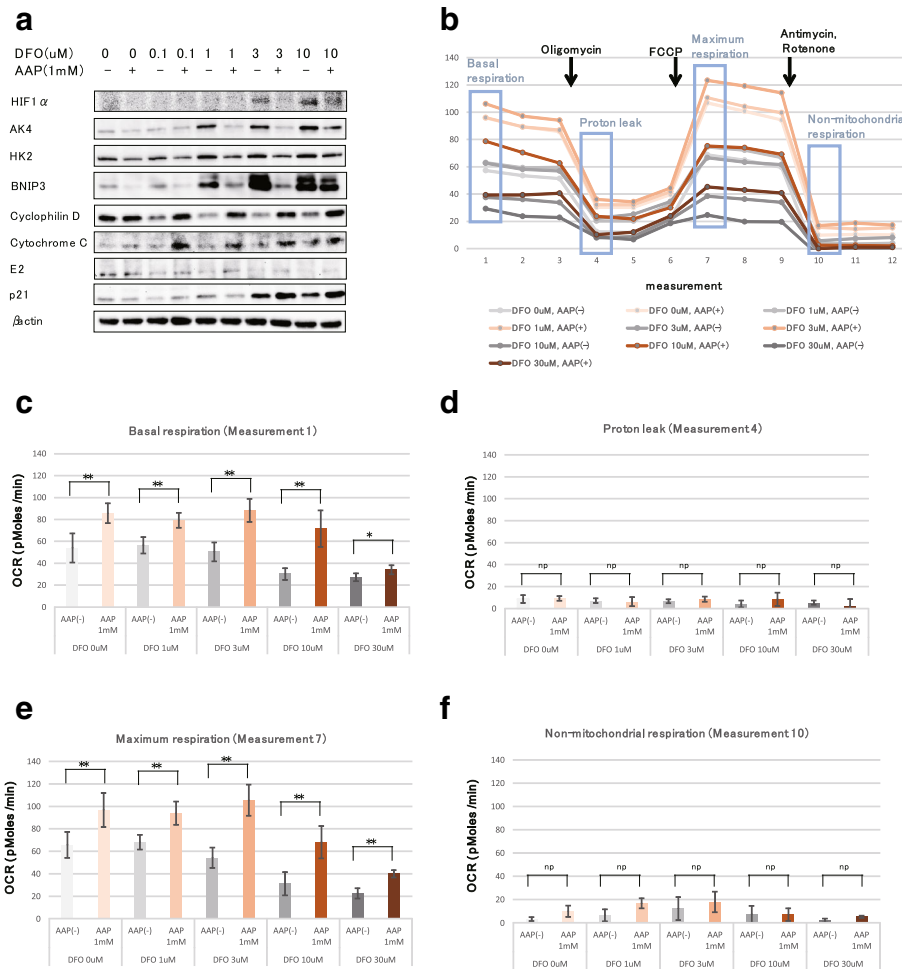 a
DFO(uM) 0 0 0.1 0.1 1 1 3 3 10 10
AAP(1mM) − + − + − + − + − +
HIF1α
AK4
HK2
BNIP3
Cyclophilin D
Cytochrome C
E2
p21
βactin
b
Oligomycin
FCCP
Antimycin,
Rotenone
Basal
respiration
Proton leak
Maximum
respiration
Non-mitochondrial
respiration
140
120
100
80
60
40
20
0
1 2 3 4 5 6 7 8 9 10 11 12
measurement
DFO 0uM, AAP(-) DFO 0uM, AAP(+) DFO 1uM, AAP(-)
DFO 1uM, AAP(+) DFO 3uM, AAP(-) DFO 3uM, AAP(+)
DFO 10uM, AAP(-) DFO 10uM, AAP(+) DFO 30uM, AAP(-)
DFO 30uM, AAP(+)
c
Basal respiration (Measurement 1)
OCR (pMoles /min)
140
120
100
80
60
40
20
0
** ** ** ** *
AAP(-) AAP 1mM AAP(-) AAP 1mM AAP(-) AAP 1mM AAP(-) AAP 1mM AAP(-) AAP 1mM
DFO 0uM DFO 1uM DFO 3uM DFO 10uM DFO 30uM
d
Proton leak (Measurement 4)
OCR (pMoles /min)
140
120
100
80
60
40
20
0
np np np np np
AAP(-) AAP 1mM AAP(-) AAP 1mM AAP(-) AAP 1mM AAP(-) AAP 1mM AAP(-) AAP 1mM
DFO 0uM DFO 1uM DFO 3uM DFO 10uM DFO 30uM
e
Maximum respiration (Measurement 7)
OCR (pMoles /min)
140
120
100
80
60
40
20
0
** ** ** ** **
AAP(-) AAP 1mM AAP(-) AAP 1mM AAP(-) AAP 1mM AAP(-) AAP 1mM AAP(-) AAP 1mM
DFO 0uM DFO 1uM DFO 3uM DFO 10uM DFO 30uM
f
Non-mitochondrial respiration (Measurement 10)
OCR (pMoles /min)
140
120
100
80
60
40
20
0
np np np np np
AAP(-) AAP 1mM AAP(-) AAP 1mM AAP(-) AAP 1mM AAP(-) AAP 1mM AAP(-) AAP 1mM
DFO 0uM DFO 1uM DFO 3uM DFO 10uM DFO 30uM